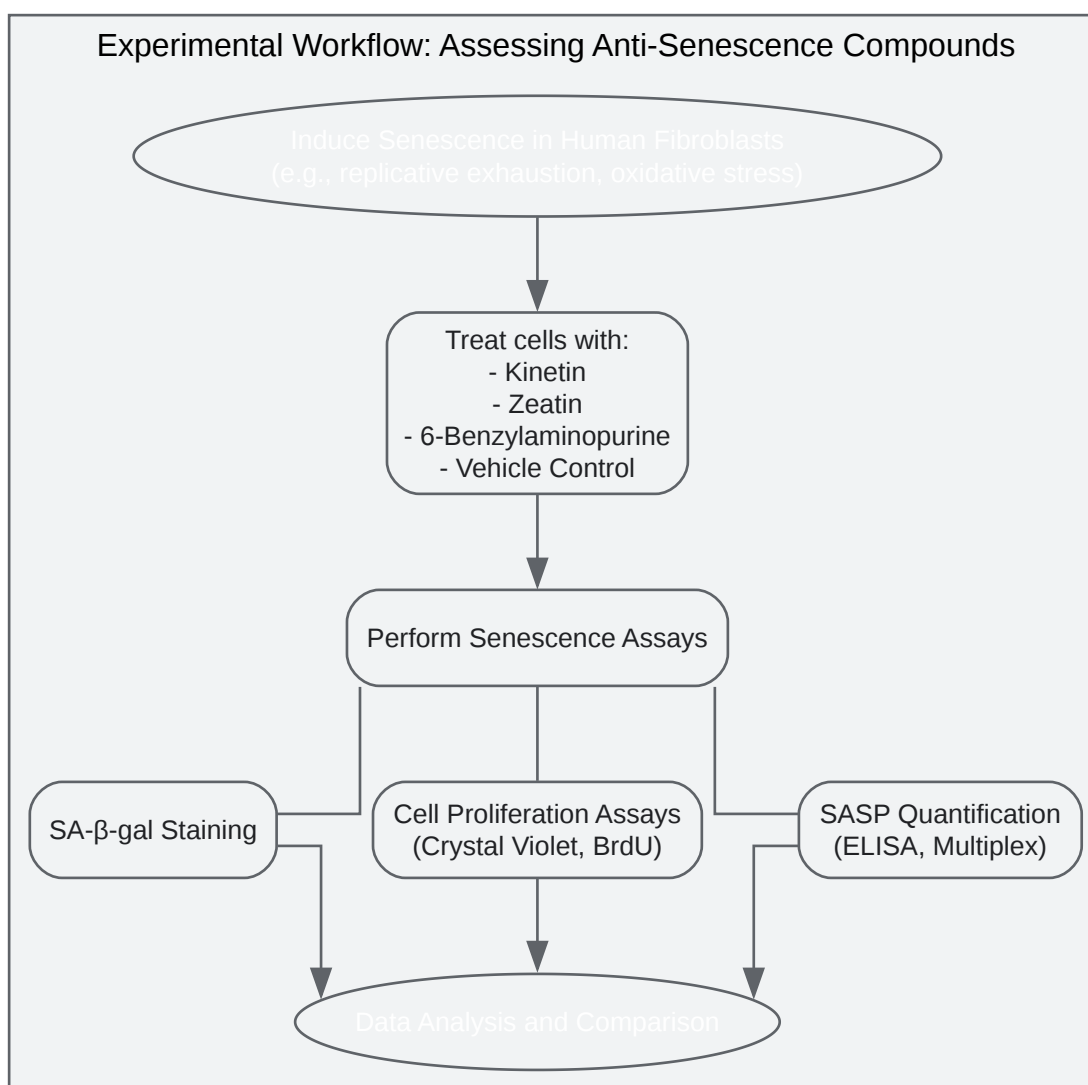 Experimental Workflow: Assessing Anti-Senescence Compounds
Induce Senescence in Human Fibroblasts
(e.g., replicative exhaustion, oxidative stress)
Treat cells with:
- Kinetin
- Zeatin
- 6-Benzylaminopurine
- Vehicle Control
Perform Senescence Assays
SA-β-gal Staining
Cell Proliferation Assays
(Crystal Violet, BrdU)
SASP Quantification
(ELISA, Multiplex)
Data Analysis and Comparison